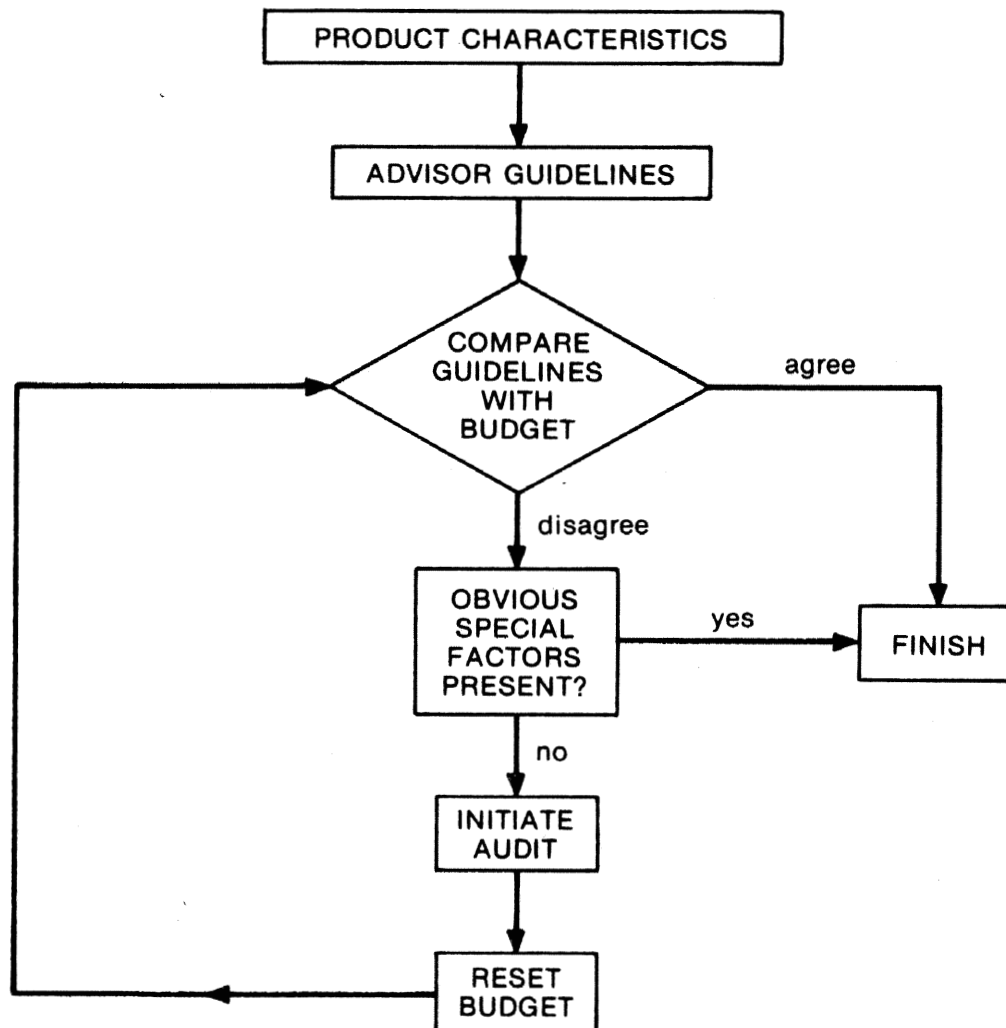 PRODUCT CHARACTERISTICS
ADVISOR GUIDELINES
COMPARE
GUIDELINES
WITH
BUDGET
agree
disagree
OBVIOUS
SPECIAL
FACTORS
PRESENT?
yes
FINISH
no
INITIATE
AUDIT
RESET
BUDGET